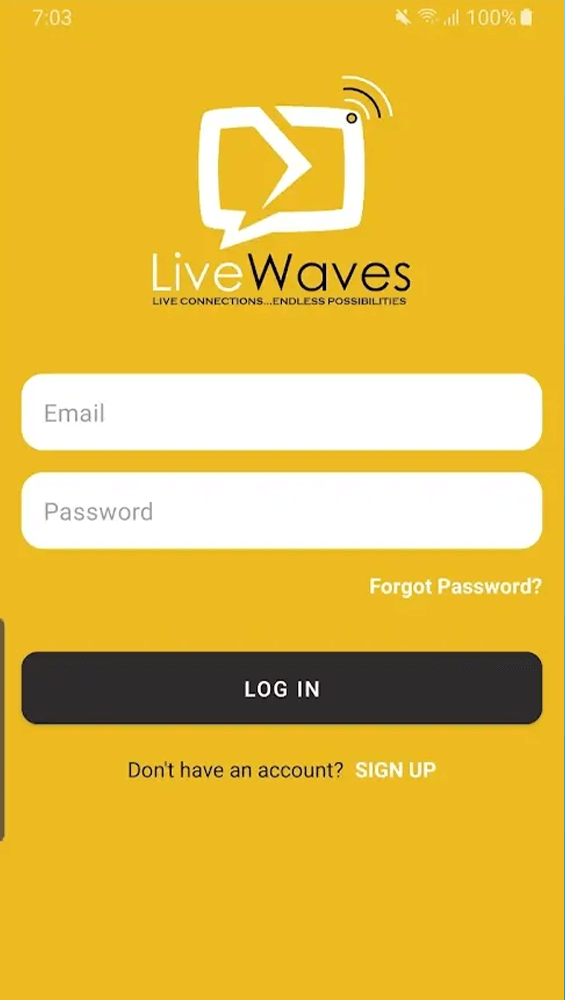 7:03 100%
LiveWaves
LIVE CONNECTIONS...ENDLESS POSSIBILITIES
Email
Password
Forgot Password?
LOG IN
Don't have an account? SIGN UP